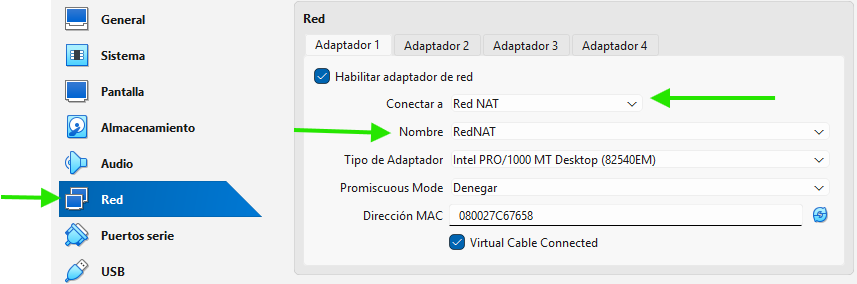 General
Sistema
Pantalla
Almacenamiento
Audio
Red
Puertos serie
USB
Red
Adaptador 1 Adaptador 2 Adaptador 3 Adaptador 4
Habilitar adaptador de red
Conectar a Red NAT
Nombre RedNAT
Tipo de Adaptador Intel PRO/1000 MT Desktop (82540EM)
Promiscuous Mode Denegar
Dirección MAC 080027C67658
Virtual Cable Connected